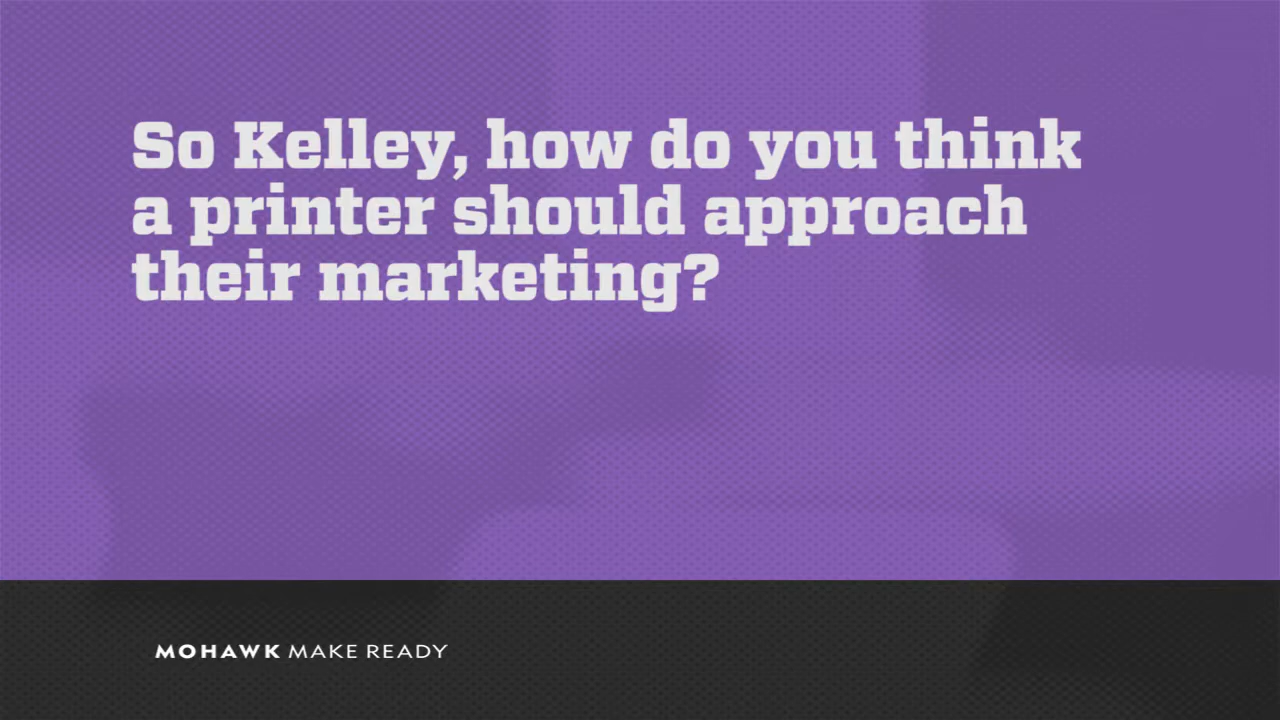 So Kelley, how do you think
a printer should approach
their marketing?
MOHAWK MAKE READY